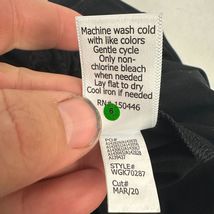 Machine wash cold
with like colors
Gentle cycle
Only non-
chlorine bleach
when needed
Lay flat to dry
Cool iron if needed
RN# 150446
PO#
STYLE#
WGK70287
Cut#
MAR/20